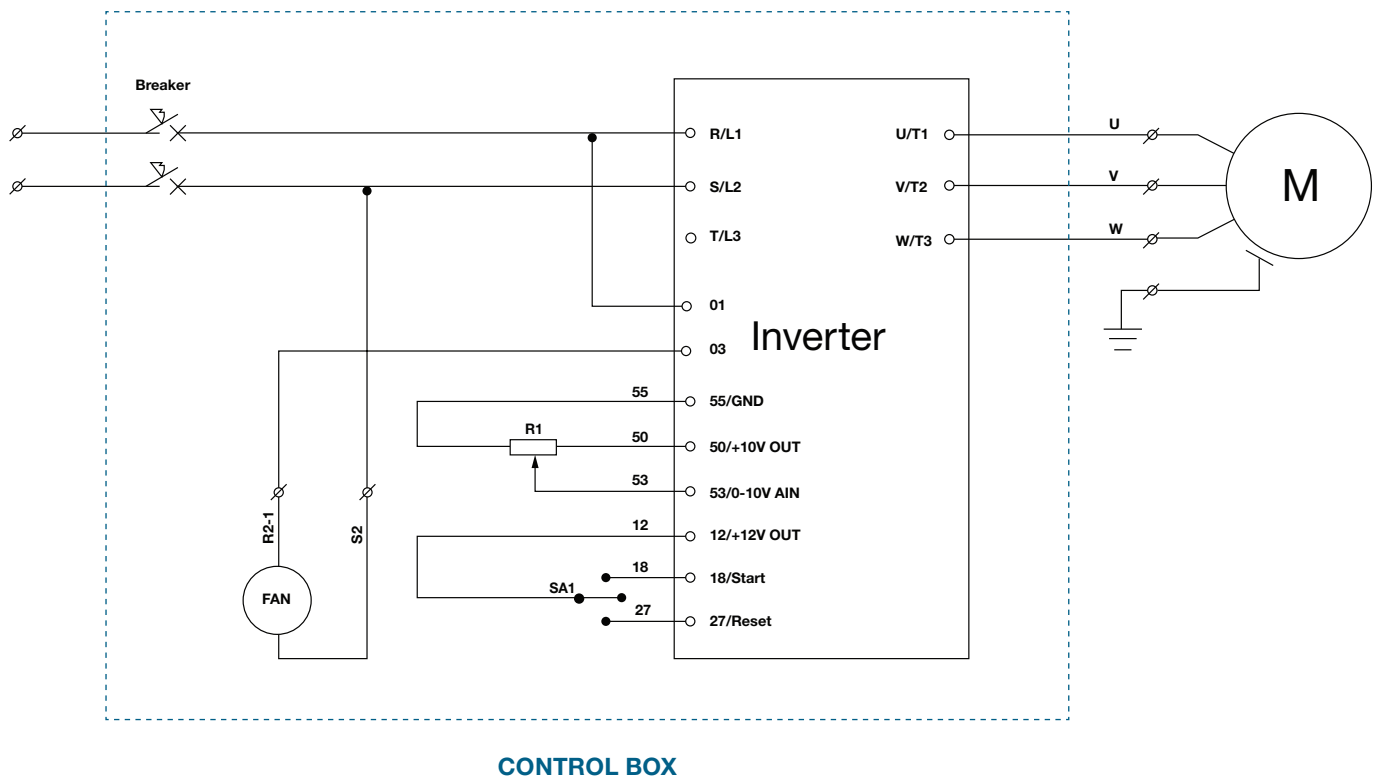 Breaker
R/L1
U/T1
U
S/L2
V/T2
V
M
T/L3
W/T3
W
01
Inverter
03
55
55/GND
R1
50
50/+10V OUT
53
53/0-10V AIN
R2-1
S2
12
12/+12V OUT
FAN
18
18/Start
SA1
27
27/Reset
CONTROL BOX